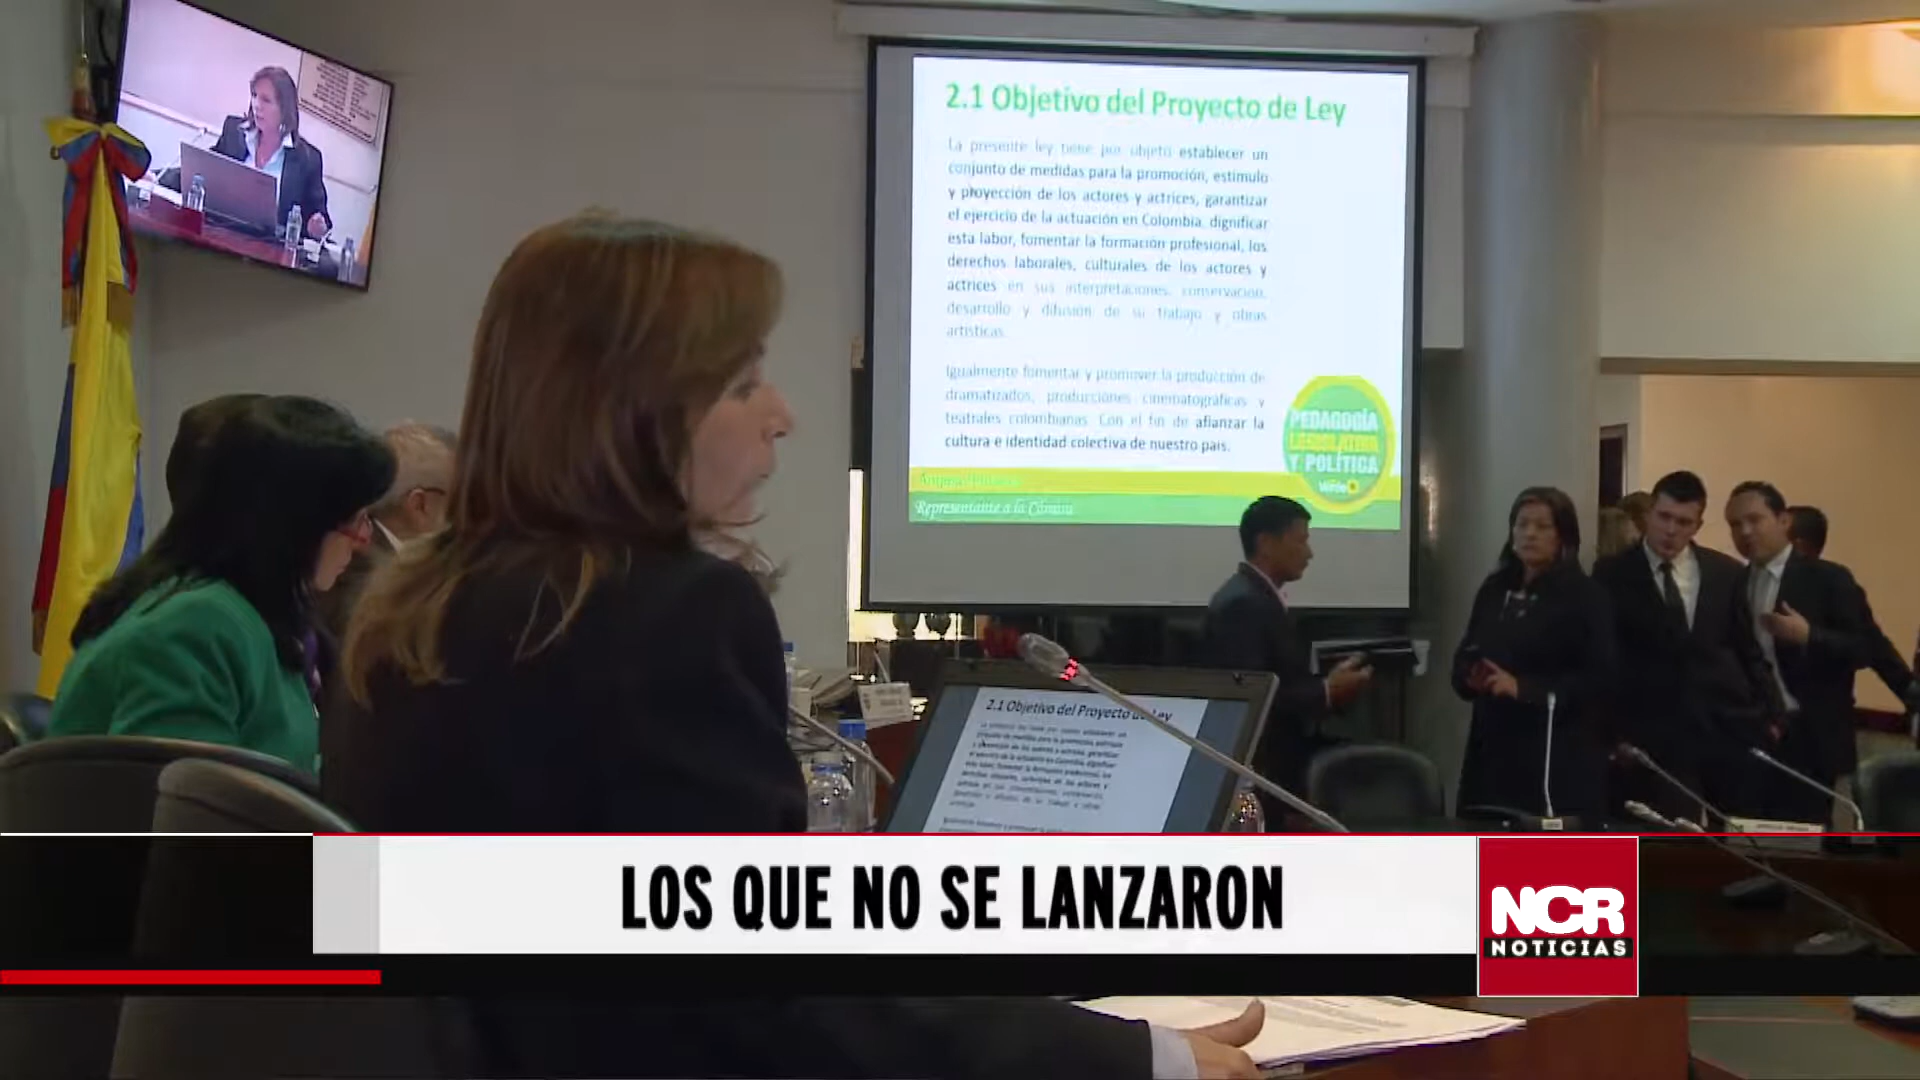 2.1 Objetivo del Proyecto de Ley
La presente ley tiene por objeto establecer un
conjunto de medidas para la promoción, estimulo
y proyección de los actores y actrices, garantizar
el ejercicio de la actuación en Colombia, dignificar
esta labor, fomentar la formación profesional, los
derechos laborales, culturales de los actores y
actrices en sus interpretaciones, conservación,
desarrollo y difusión de su trabajo y obras
artísticas.
Igualmente fomentar y promover la producción de
dramatizados, producciones cinematográficas y
teatrales colombianas. Con el fin de afianzar la
cultura e identidad colectiva de nuestro país.
PEDAGOGÍA
LEGISLATIVA
Y POLÍTICA
Verde
Representante a la Cámara
2.1 Objetivo del Proyecto de Ley
LOS QUE NO SE LANZARON
NCR
NOTICIAS